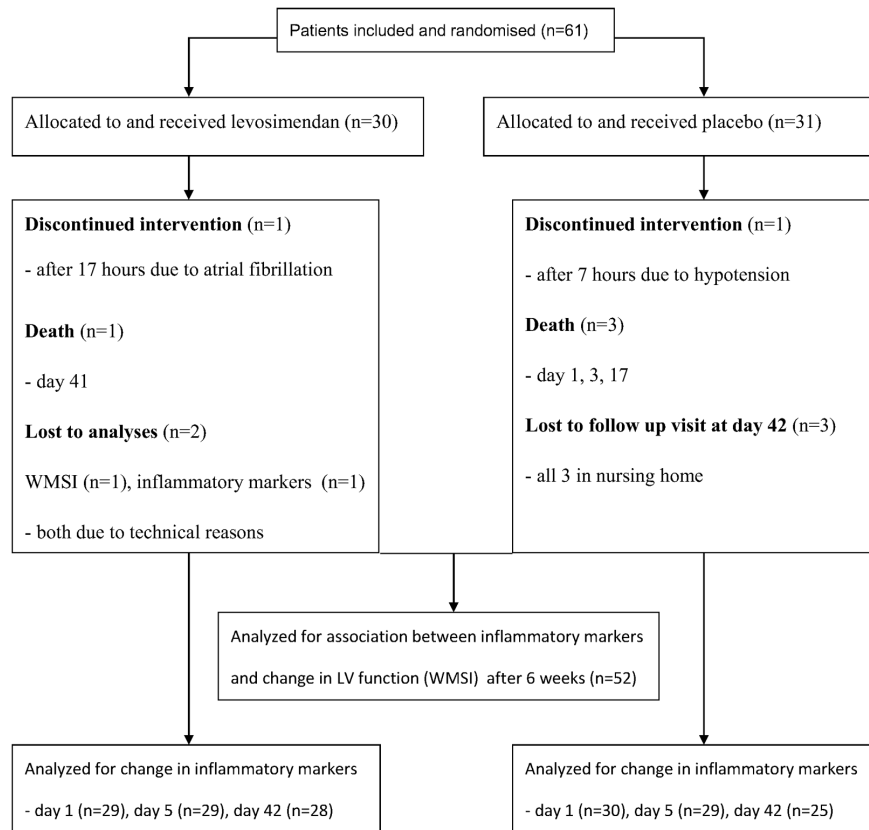 Patients included and randomised (n=61)
Allocated to and received levosimendan (n=30)
Allocated to and received placebo (n=31)
Discontinued intervention (n=1)
- after 17 hours due to atrial fibrillation
Death (n=1)
- day 41
Lost to analyses (n=2)
WMSI (n=1), inflammatory markers (n=1)
- both due to technical reasons
Discontinued intervention (n=1)
- after 7 hours due to hypotension
Death (n=3)
- day 1, 3, 17
Lost to follow up visit at day 42 (n=3)
- all 3 in nursing home
Analyzed for association between inflammatory markers
and change in LV function (WMSI) after 6 weeks (n=52)
Analyzed for change in inflammatory markers
- day 1 (n=29), day 5 (n=29), day 42 (n=28)
Analyzed for change in inflammatory markers
- day 1 (n=30), day 5 (n=29), day 42 (n=25)